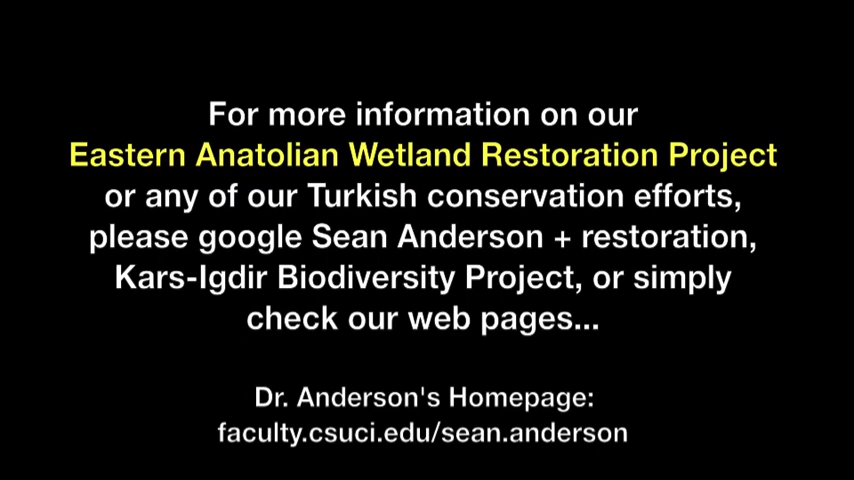 For more information on our
Eastern Anatolian Wetland Restoration Project
or any of our Turkish conservation efforts,
please google Sean Anderson + restoration,
Kars-Igdir Biodiversity Project, or simply
check our web pages...
Dr. Anderson's Homepage:
faculty.csuci.edu/sean.anderson